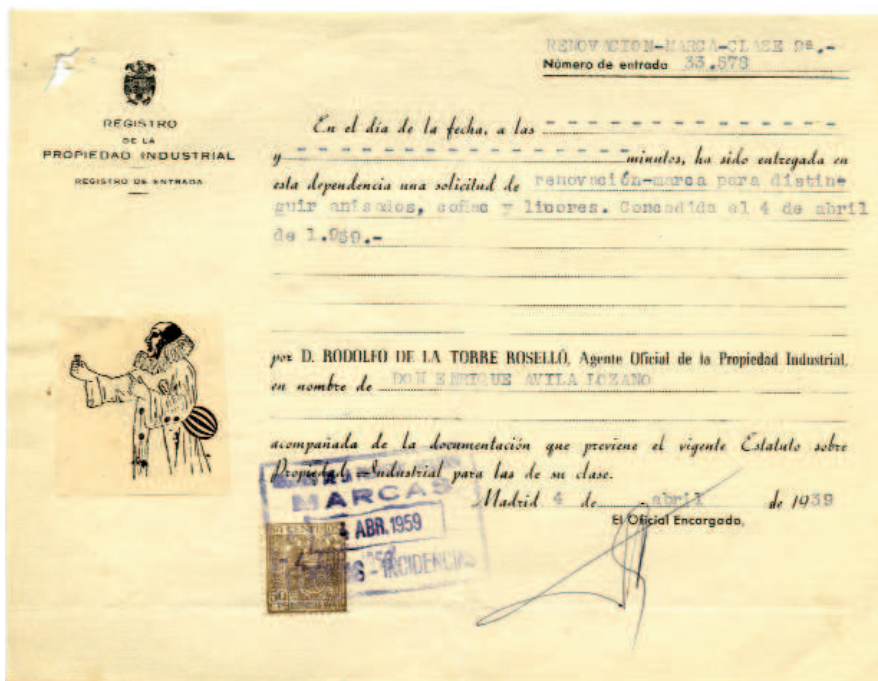 RENOVACION-MARCA-CLASE 9ª.-
Número de entrada 33.578
REGISTRO
DE LA
PROPIEDAD INDUSTRIAL
REGISTRO DE ENTRADA
En el día de la fecha, a las
y minutos, ha sido entregada en
esta dependencia una solicitud de renovación-marca para distin
guir anisados, coñac y licores. Concedida el 4 de abril
de 1.959.-
por D. RODOLFO DE LA TORRE ROSELLÓ, Agente Oficial de la Propiedad Industrial,
en nombre de DON ENRIQUE AVILA LOZANO
acompañada de la documentación que previene el vigente Estatuto sobre
Propiedad Industrial para las de su clase.
Madrid 4 de abril de 1959
El Oficial Encargado,
MARCAS
4 ABR. 1959
INCIDENCIAS